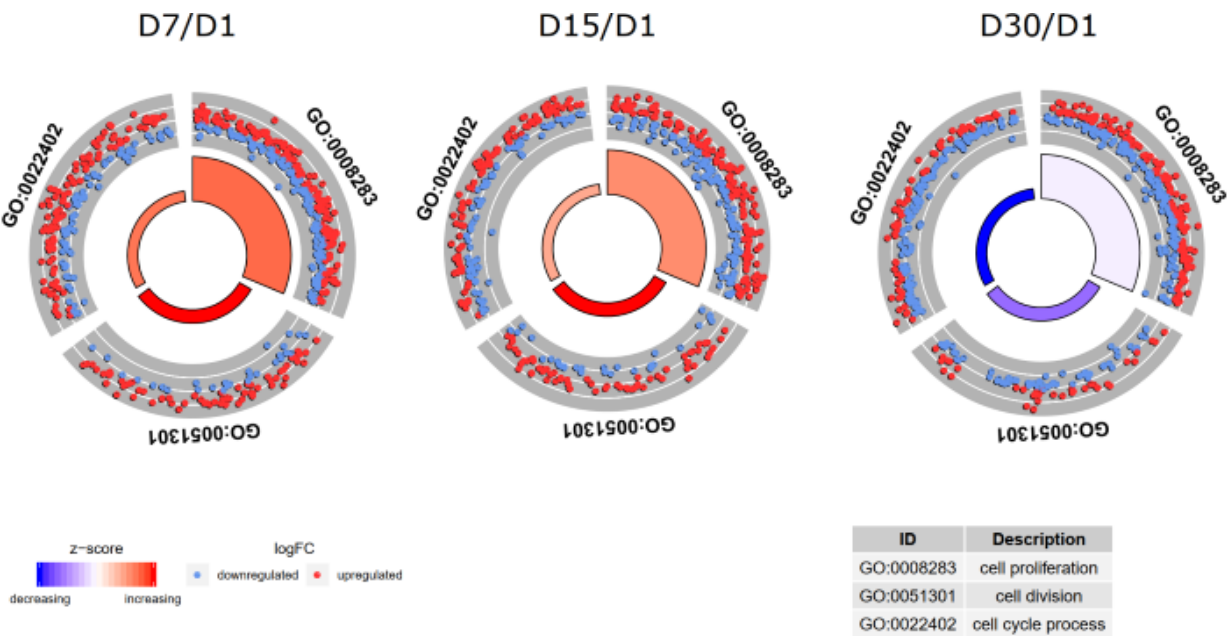 D7/D1
D15/D1
D30/D1
GO:0022402
GO:0008283
GO:0051301
GO:0022402
GO:0008283
GO:0051301
GO:0022402
GO:0008283
GO:0051301
z-score
decreasing
increasing
logFC
downregulated
upregulated
ID Description
GO:0008283 cell proliferation
GO:0051301 cell division
GO:0022402 cell cycle process